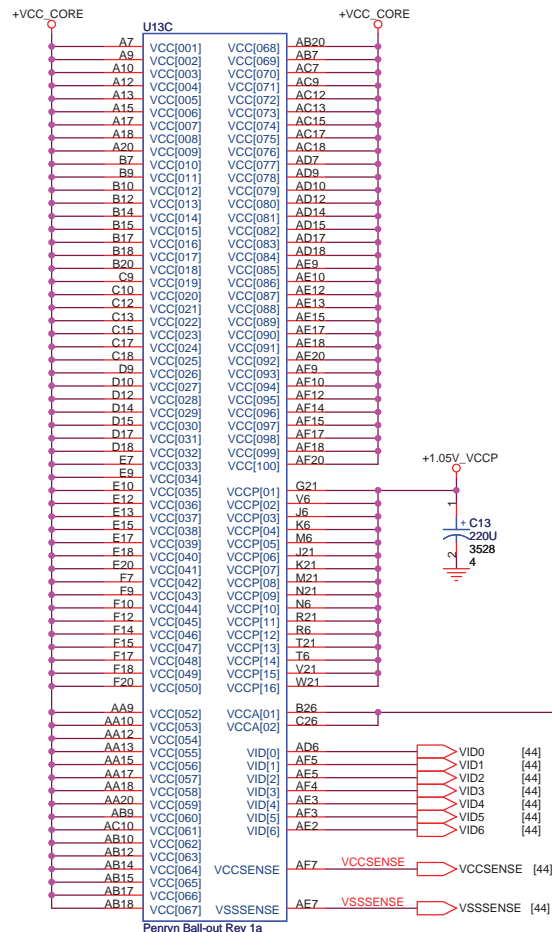 +VCC_CORE +VCC_CORE
U13C
A7 VCC[001] VCC[068] AB20
A9 VCC[002] VCC[069] AB7
A10 VCC[003] VCC[070] AC7
A12 VCC[004] VCC[071] AC9
A13 VCC[005] VCC[072] AC12
A15 VCC[006] VCC[073] AC13
A17 VCC[007] VCC[074] AC15
A18 VCC[008] VCC[075] AC17
A20 VCC[009] VCC[076] AC18
B7 VCC[010] VCC[077] AD7
B9 VCC[011] VCC[078] AD9
B10 VCC[012] VCC[079] AD10
B12 VCC[013] VCC[080] AD12
B14 VCC[014] VCC[081] AD14
B15 VCC[015] VCC[082] AD15
B17 VCC[016] VCC[083] AD17
B18 VCC[017] VCC[084] AD18
B20 VCC[018] VCC[085] AE9
C9 VCC[019] VCC[086] AE10
C10 VCC[020] VCC[087] AE12
C12 VCC[021] VCC[088] AE13
C13 VCC[022] VCC[089] AE15
C15 VCC[023] VCC[090] AE17
C17 VCC[024] VCC[091] AE18
C18 VCC[025] VCC[092] AE20
D9 VCC[026] VCC[093] AF9
D10 VCC[027] VCC[094] AF10
D12 VCC[028] VCC[095] AF12
D14 VCC[029] VCC[096] AF14
D15 VCC[030] VCC[097] AF15
D17 VCC[031] VCC[098] AF17
D18 VCC[032] VCC[099] AF18
E7 VCC[033] VCC[100] AF20
E9 VCC[034]
+1.05V_VCCP
E10 VCC[035] VCCP[01] G21
E12 VCC[036] VCCP[02] V6
E13 VCC[037] VCCP[03] J6
E15 VCC[038] VCCP[04] K6
E17 VCC[039] VCCP[05] M6
E18 VCC[040] VCCP[06] J21
E20 VCC[041] VCCP[07] K21
F7 VCC[042] VCCP[08] M21
F9 VCC[043] VCCP[09] N21
F10 VCC[044] VCCP[10] N6
F12 VCC[045] VCCP[11] R21
F14 VCC[046] VCCP[12] R6
F15 VCC[047] VCCP[13] T21
F17 VCC[048] VCCP[14] T6
F18 VCC[049] VCCP[15] V21
F20 VCC[050] VCCP[16] W21
1
+ C13
220U
2 3528
4
AA9 VCC[052] VCCA[01] B26
AA10 VCC[053] VCCA[02] C26
AA12 VCC[054]
AA13 VCC[055] VID[0] AD6 VID0 [44]
AA15 VCC[056] VID[1] AF5 VID1 [44]
AA17 VCC[057] VID[2] AE5 VID2 [44]
AA18 VCC[058] VID[3] AF4 VID3 [44]
AA20 VCC[059] VID[4] AE3 VID4 [44]
AB9 VCC[060] VID[5] AF3 VID5 [44]
AC10 VCC[061] VID[6] AE2 VID6 [44]
AB10 VCC[062]
AB12 VCC[063]
AB14 VCC[064] VCCSENSE AF7 VCCSENSE VCCSENSE [44]
AB15 VCC[065]
AB17 VCC[066]
AB18 VCC[067] VSSSENSE AE7 VSSSENSE VSSSENSE [44]
Penryn Ball-out Rev 1a